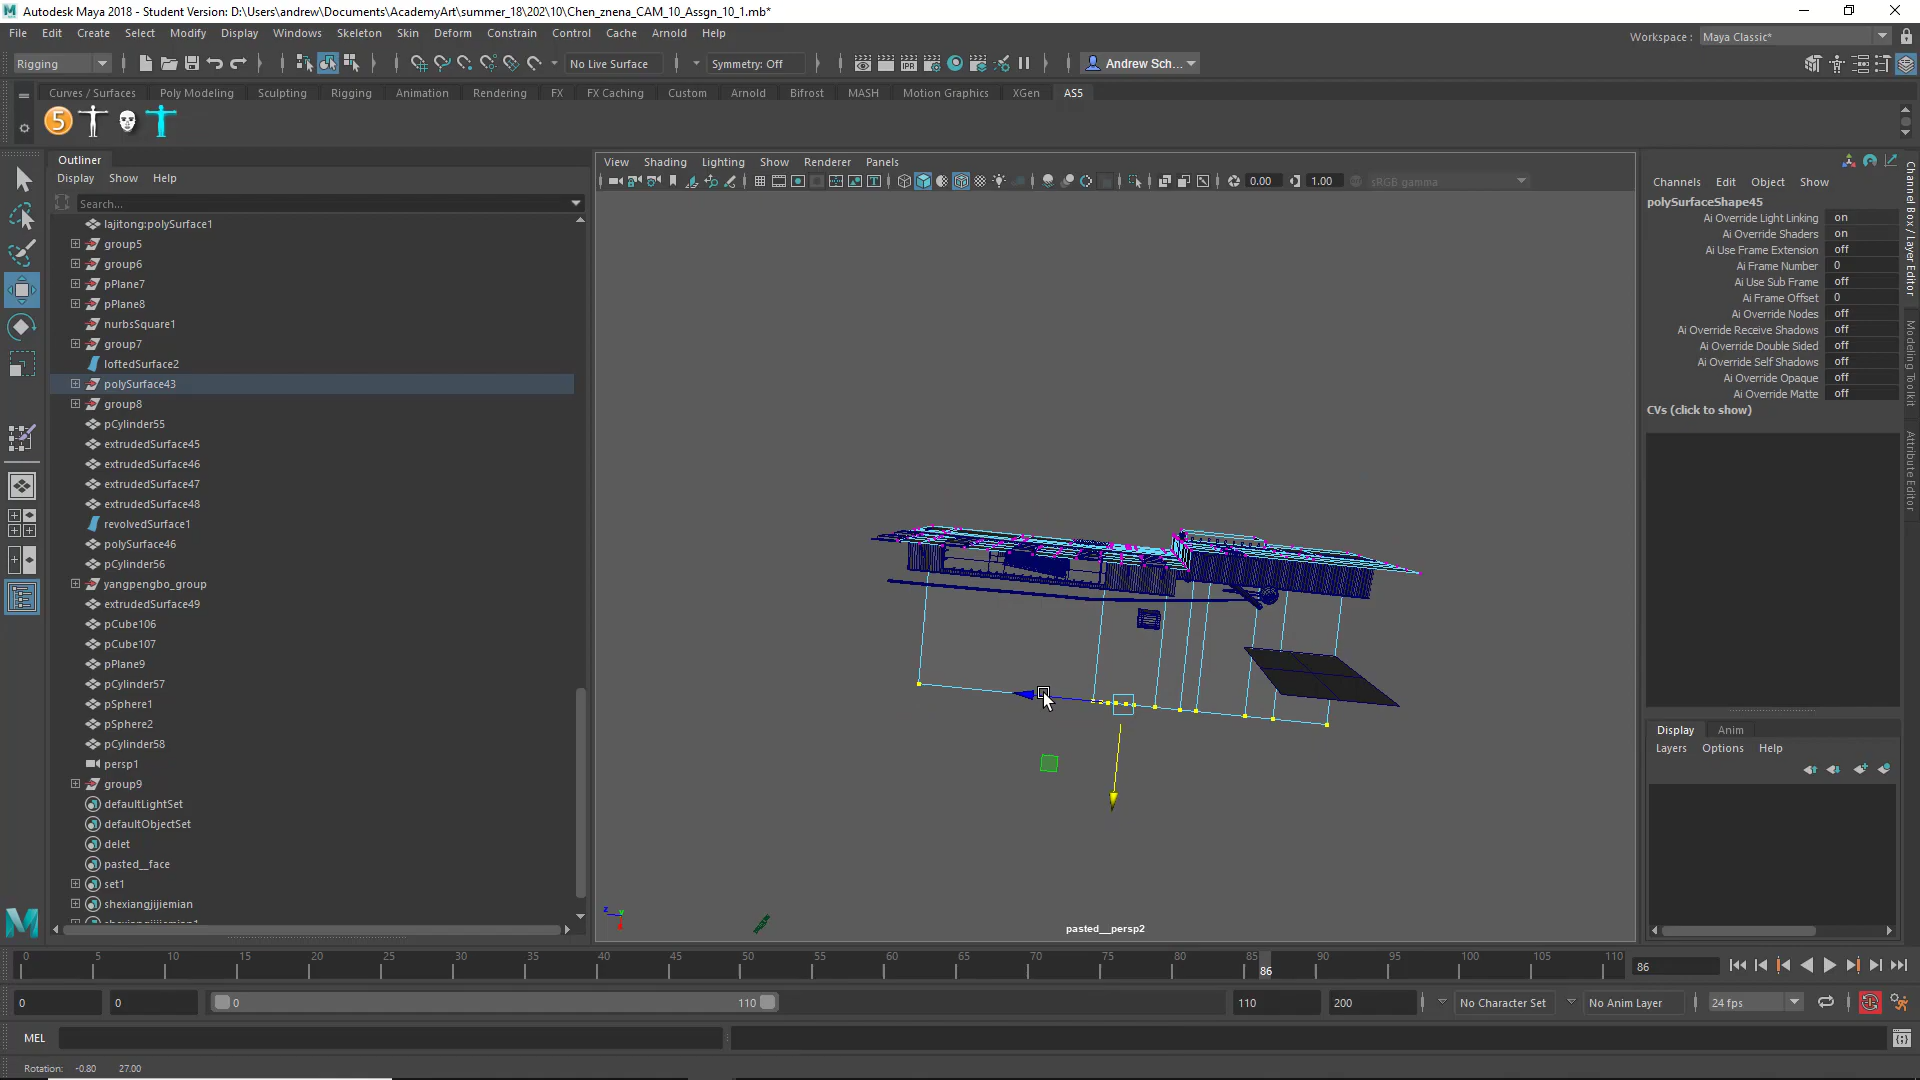 Autodesk Maya 2018 - Student Version: D:\Users\andrew\Documents\AcademyArt\summer_18\202\10\Chen_znena_CAM_10_Assgn_10_1.mb*
File Edit Create Select Modify Display Windows Skeleton Skin Deform Constrain Control Cache Arnold Help
Workspace : Maya Classic*
Rigging No Live Surface Symmetry: Off Andrew Sch...
Curves / Surfaces Poly Modeling Sculpting Rigging Animation Rendering FX FX Caching Custom Arnold Bifrost MASH Motion Graphics XGen AS5
5
Outliner
Display Show Help
Search...
lajitong:polySurface1
group5
group6
pPlane7
pPlane8
nurbsSquare1
group7
loftedSurface2
polySurface43
group8
pCylinder55
extrudedSurface45
extrudedSurface46
extrudedSurface47
extrudedSurface48
revolvedSurface1
polySurface46
pCylinder56
yangpengbo_group
extrudedSurface49
pCube106
pCube107
pPlane9
pCylinder57
pSphere1
pSphere2
pCylinder58
persp1
group9
defaultLightSet
defaultObjectSet
delet
pasted__face
set1
shexiangjijiemian
View Shading Lighting Show Renderer Panels
IPR
0.00 1.00 sRGB gamma
pasted__persp2
Channels Edit Object Show
polySurfaceShape45
Ai Override Light Linking on
Ai Override Shaders on
Ai Use Frame Extension off
Ai Frame Number 0
Ai Use Sub Frame off
Ai Frame Offset 0
Ai Override Nodes off
Ai Override Receive Shadows off
Ai Override Double Sided off
Ai Override Self Shadows off
Ai Override Opaque off
Ai Override Matte off
CVs (click to show)
Channel Box / Layer Editor
Modeling Toolkit
Attribute Editor
Display Anim
Layers Options Help
0 5 10 15 20 25 30 35 40 45 50 55 60 65 70 75 80 85 90 95 100 105 110
86
86
0 0 0 110 110 200 No Character Set No Anim Layer 24 fps
MEL
Rotation: -0.80 27.00